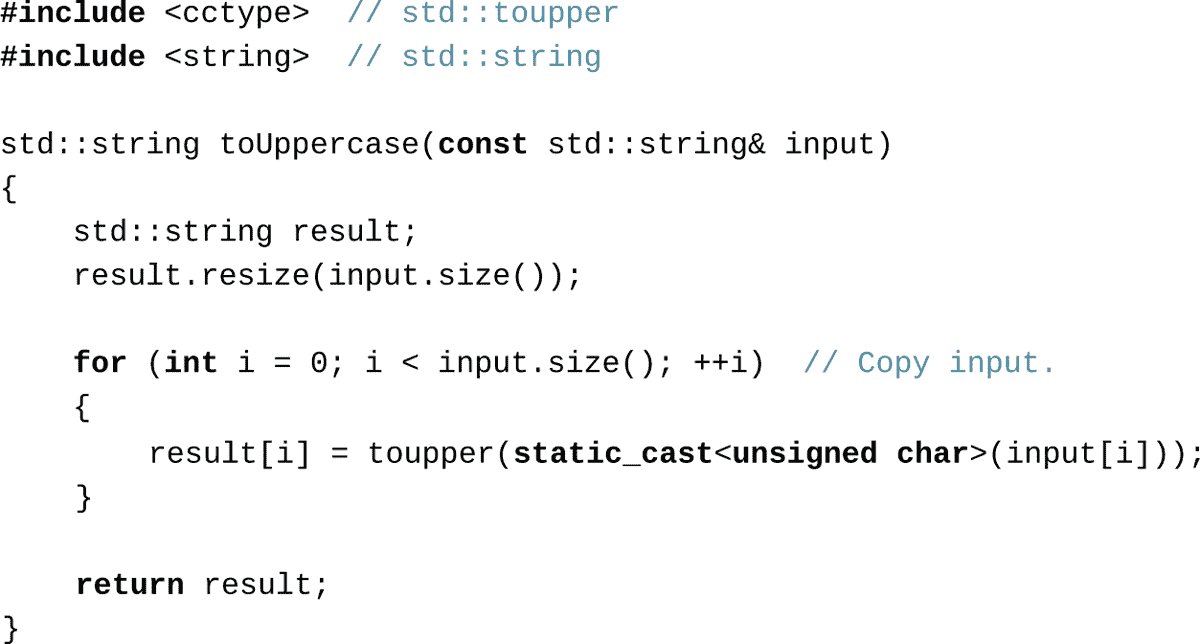 #include <cctype>  // std::toupper
#include <string>  // std::string

std::string toUppercase(const std::string& input)
{
    std::string result;
    result.resize(input.size());

    for (int i = 0; i < input.size(); ++i)  // Copy input.
    {
        result[i] = toupper(static_cast<unsigned char>(input[i]));
    }

    return result;
}